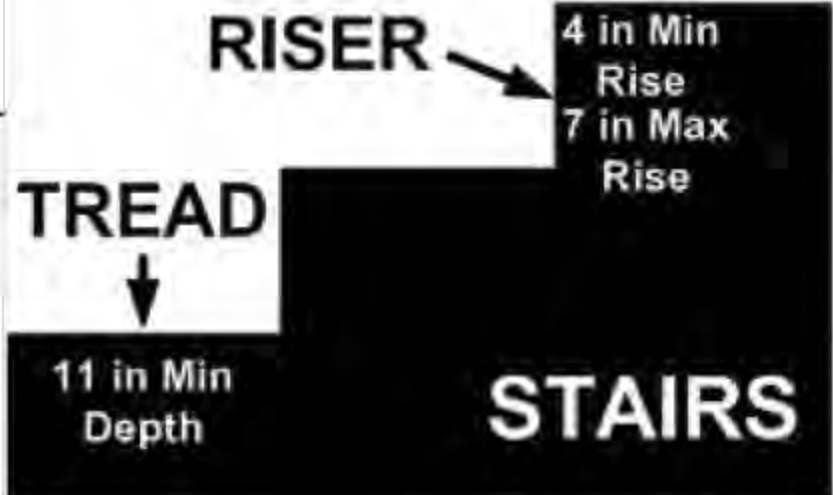 RISER
4 in Min
Rise
7 in Max
Rise
TREAD
11 in Min
Depth
STAIRS